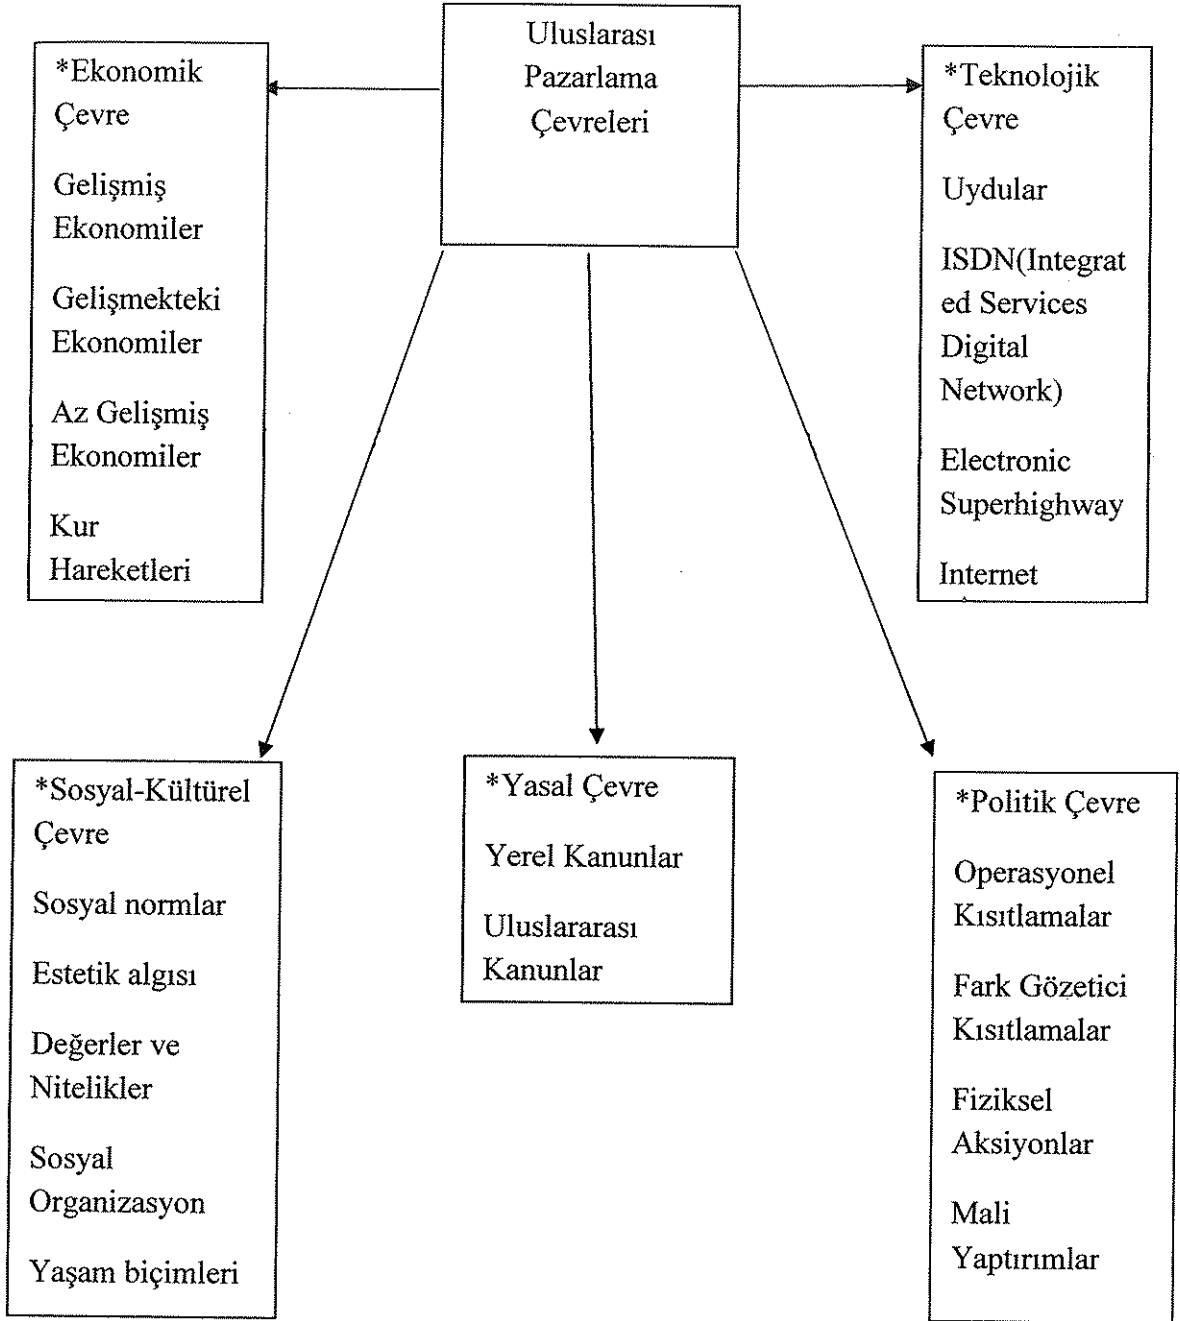 Uluslarası
Pazarlama
Çevreleri
*Ekonomik
Çevre
Gelişmiş
Ekonomiler
Gelişmekteki
Ekonomiler
Az Gelişmiş
Ekonomiler
Kur
Hareketleri
*Teknolojik
Çevre
Uydular
ISDN(Integrat
ed Services
Digital
Network)
Electronic
Superhighway
Internet
*Sosyal-Kültürel
Çevre
Sosyal normlar
Estetik algısı
Değerler ve
Nitelikler
Sosyal
Organizasyon
Yaşam biçimleri
*Yasal Çevre
Yerel Kanunlar
Uluslararası
Kanunlar
*Politik Çevre
Operasyonel
Kısıtlamalar
Fark Gözetici
Kısıtlamalar
Fiziksel
Aksiyonlar
Mali
Yaptırımlar